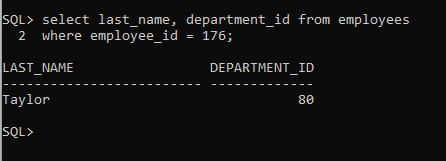 SQL> select last_name, department_id from employees
  2  where employee_id = 176;
LAST_NAME                 DEPARTMENT_ID
------------------------- -------------
Taylor                               80
SQL>